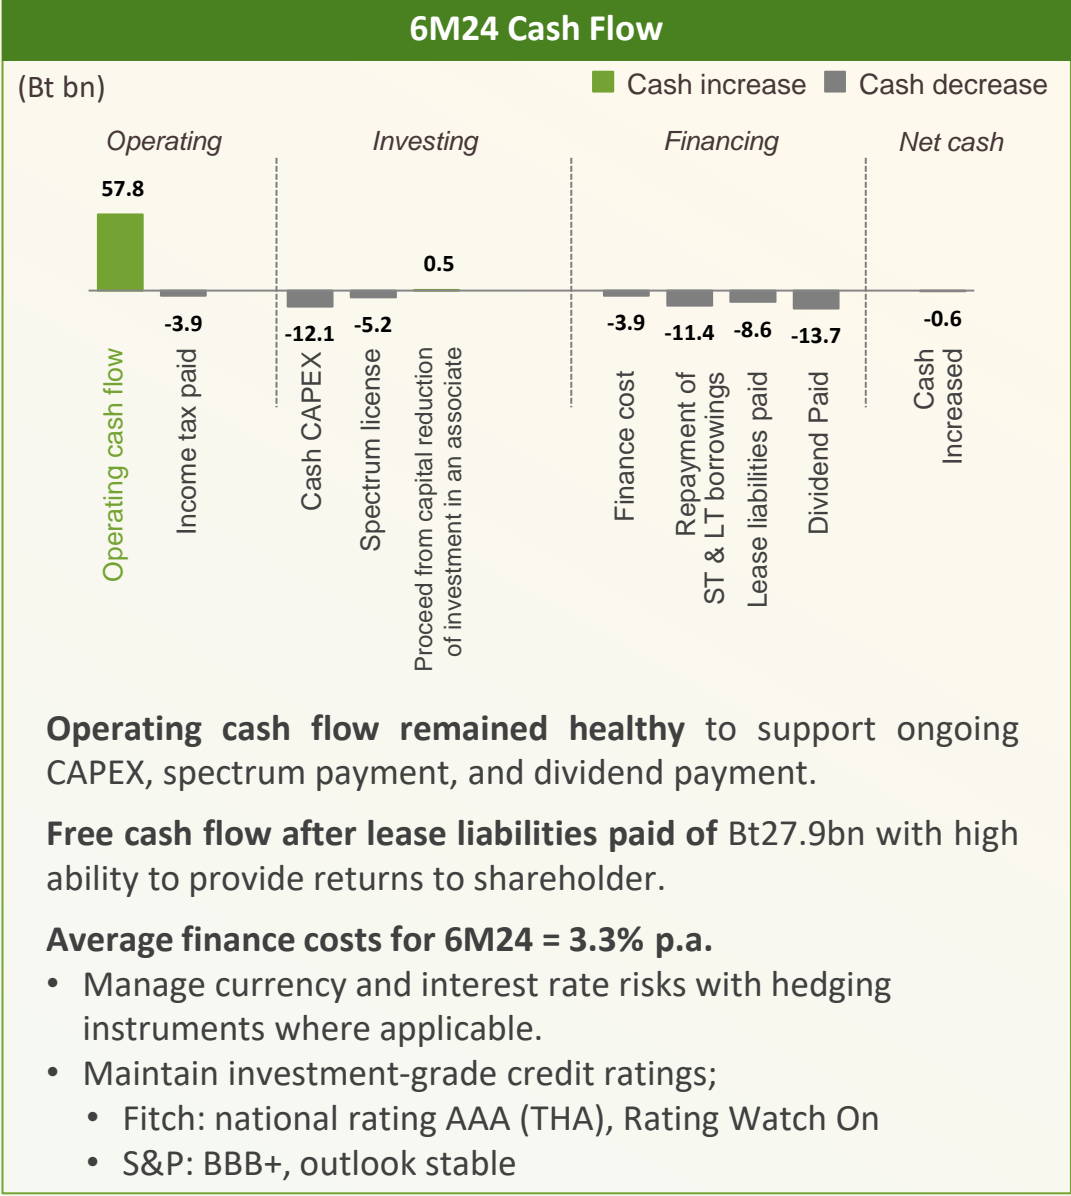 6M24 Cash Flow
(Bt bn)
Cash increase
Cash decrease
Operating
Investing
Financing
Net cash
57.8
-3.9
-12.1
-5.2
0.5
-3.9
-11.4
-8.6
-13.7
-0.6
Operating cash flow
Income tax paid
Cash CAPEX
Spectrum license
Proceed from capital reduction
of investment in an associate
Finance cost
Repayment of
ST & LT borrowings
Lease liabilities paid
Dividend Paid
Cash
Increased
Operating cash flow remained healthy to support ongoing
CAPEX, spectrum payment, and dividend payment.
Free cash flow after lease liabilities paid of Bt27.9bn with high
ability to provide returns to shareholder.
Average finance costs for 6M24 = 3.3% p.a.
• Manage currency and interest rate risks with hedging
instruments where applicable.
• Maintain investment-grade credit ratings;
• Fitch: national rating AAA (THA), Rating Watch On
• S&P: BBB+, outlook stable